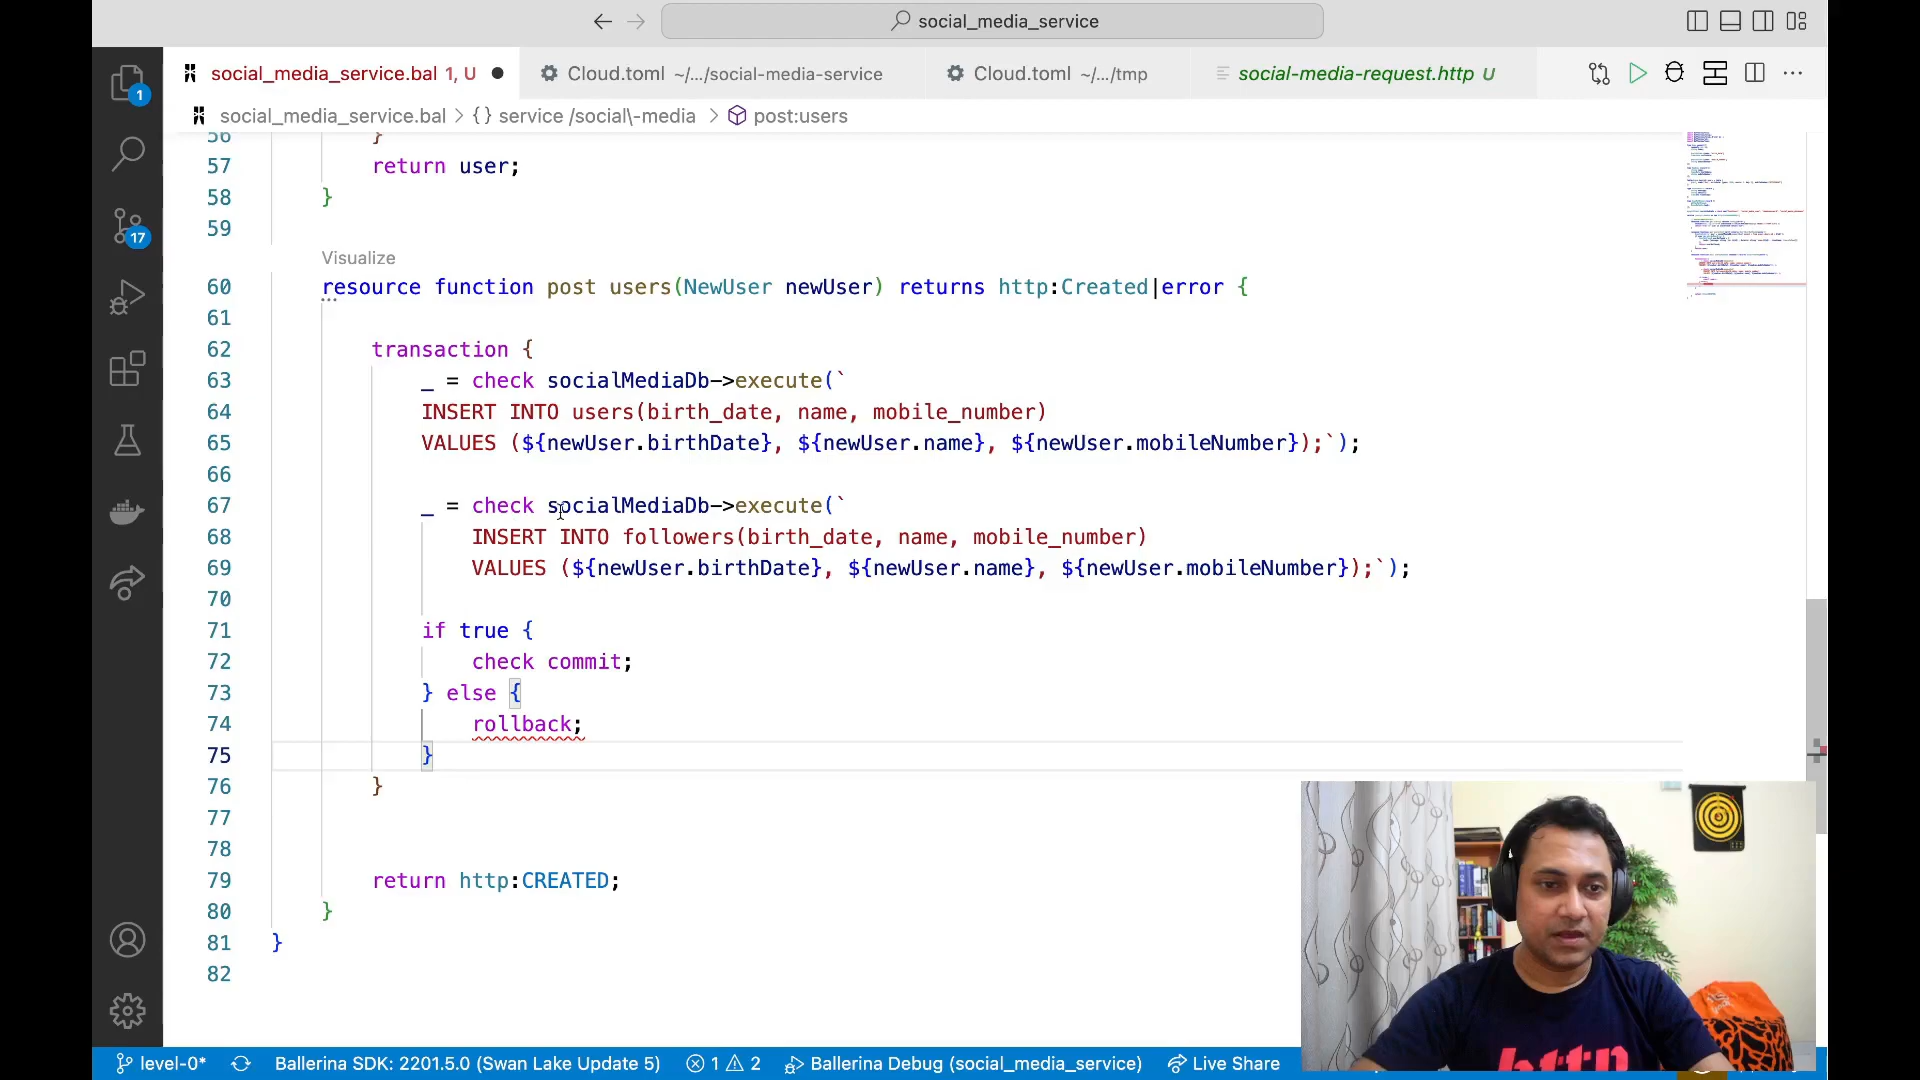 social_media_service
social_media_service.bal 1, U
Cloud.toml ~/.../social-media-service
Cloud.toml ~/.../tmp
social-media-request.http U
1
social_media_service.bal > {} service /social\-media > post:users
56 }
57 return user;
58 }
59
17
Visualize
60 resource function post users(NewUser newUser) returns http:Created|error {
61
62 transaction {
63 _ = check socialMediaDb->execute(`
64 INSERT INTO users(birth_date, name, mobile_number)
65 VALUES (${newUser.birthDate}, ${newUser.name}, ${newUser.mobileNumber});`);
66
67 _ = check socialMediaDb->execute(`
68 INSERT INTO followers(birth_date, name, mobile_number)
69 VALUES (${newUser.birthDate}, ${newUser.name}, ${newUser.mobileNumber});`);
70
71 if true {
72 check commit;
73 } else {
74 rollback;
75 }
76 }
77
78
79 return http:CREATED;
80 }
81 }
82
http
level-0* Ballerina SDK: 2201.5.0 (Swan Lake Update 5) 1 2 Ballerina Debug (social_media_service) Live Share